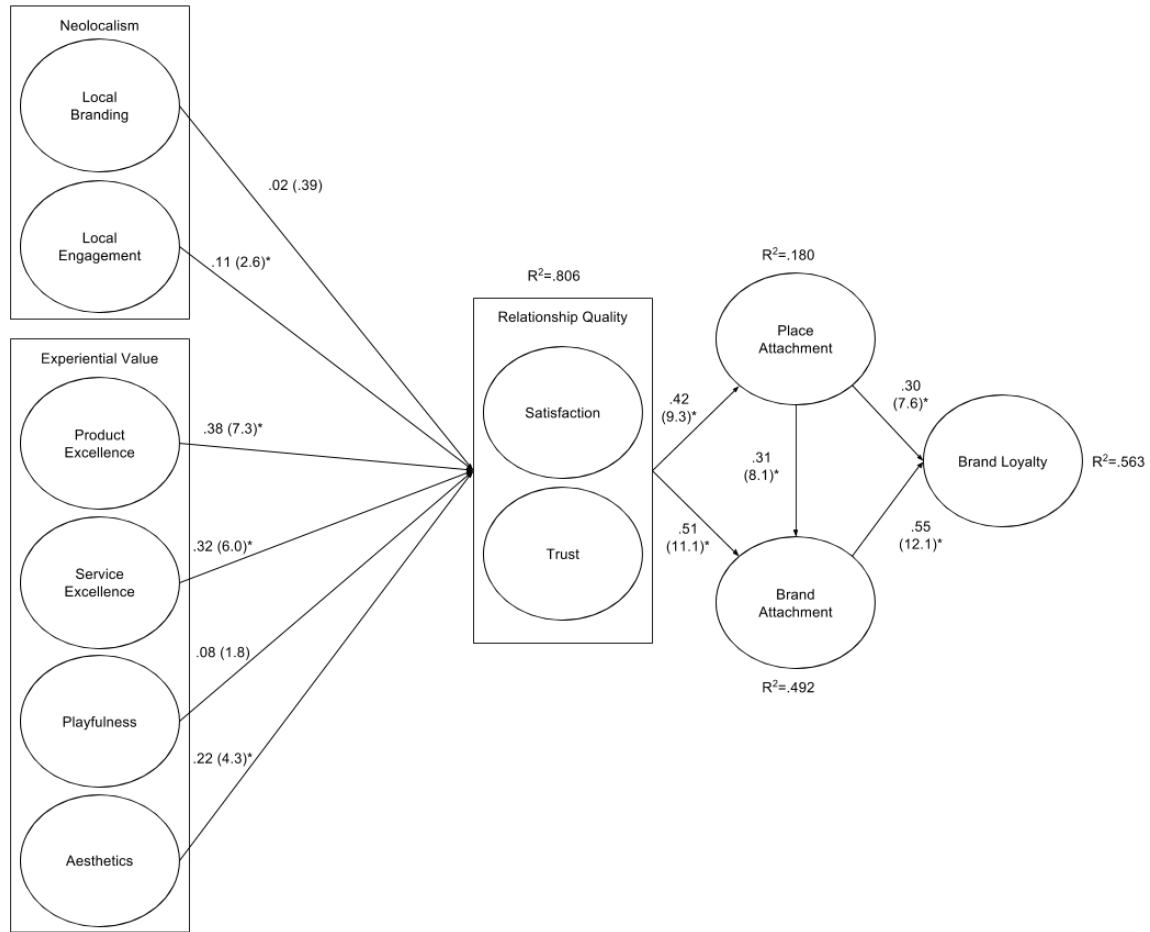 Neolocalism
Local
Branding
Local
Engagement
.02 (.39)
.11 (2.6)*
Experiential Value
Product
Excellence
Service
Excellence
Playfulness
Aesthetics
.38 (7.3)*
.32 (6.0)*
.08 (1.8)
.22 (4.3)*
R²=.806
Relationship Quality
Satisfaction
Trust
.42
(9.3)*
.51
(11.1)*
R²=.180
Place
Attachment
.31
(8.1)*
Brand
Attachment
R²=.492
.30
(7.6)*
.55
(12.1)*
Brand Loyalty
R²=.563